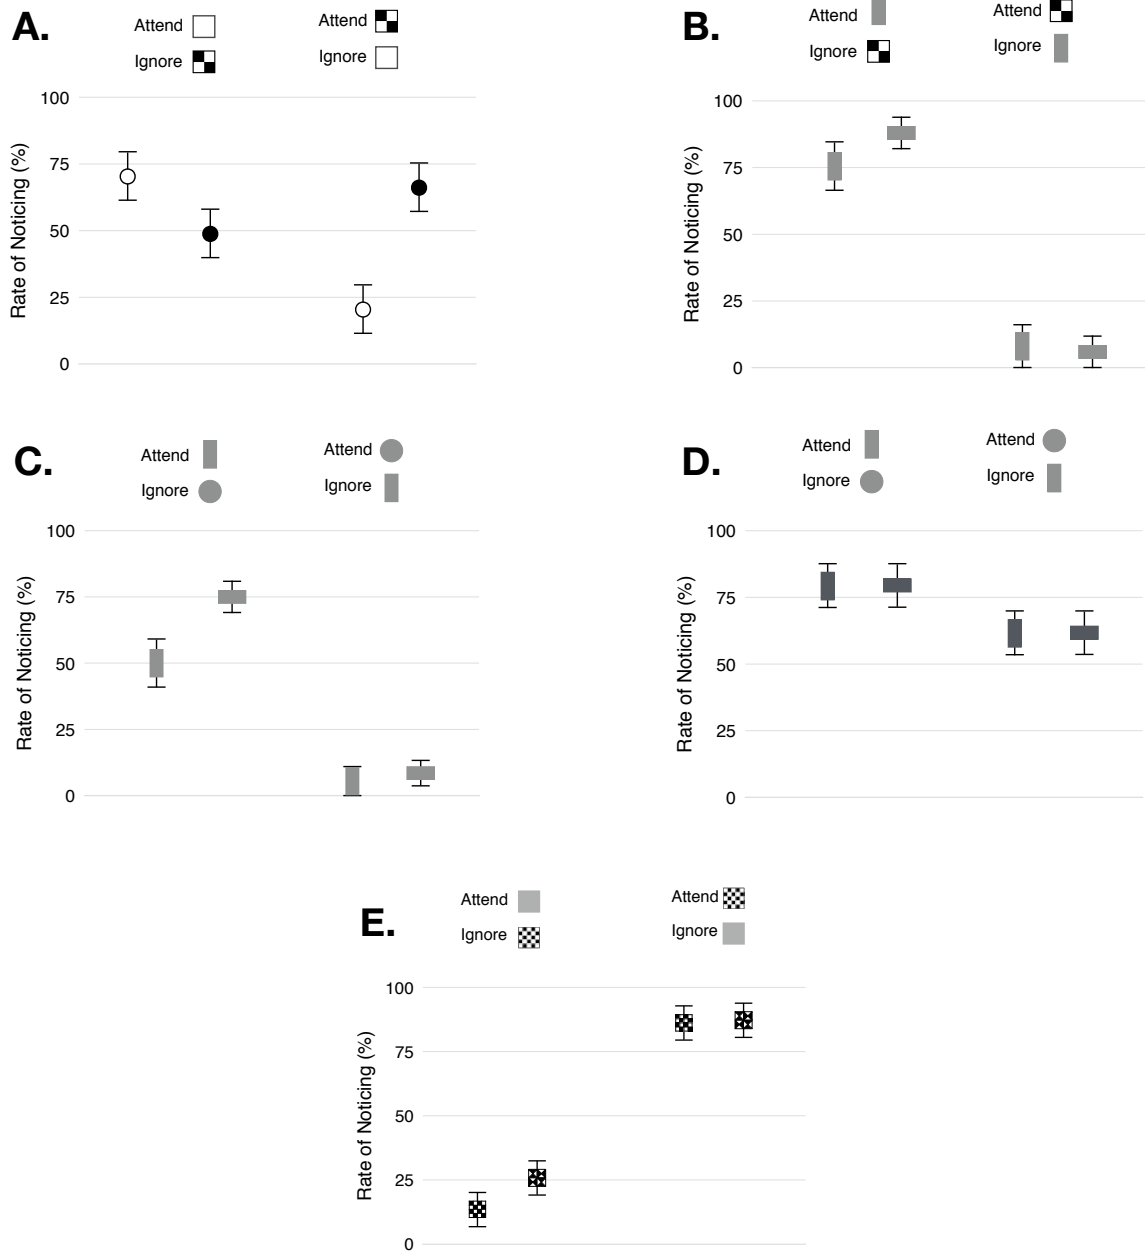 A.
Attend
Ignore
Attend
Ignore
Rate of Noticing (%)
100
75
50
25
0
B.
Attend
Ignore
Attend
Ignore
Rate of Noticing (%)
100
75
50
25
0
C.
Attend
Ignore
Attend
Ignore
Rate of Noticing (%)
100
75
50
25
0
D.
Attend
Ignore
Attend
Ignore
Rate of Noticing (%)
100
75
50
25
0
E.
Attend
Ignore
Attend
Ignore
Rate of Noticing (%)
100
75
50
25
0